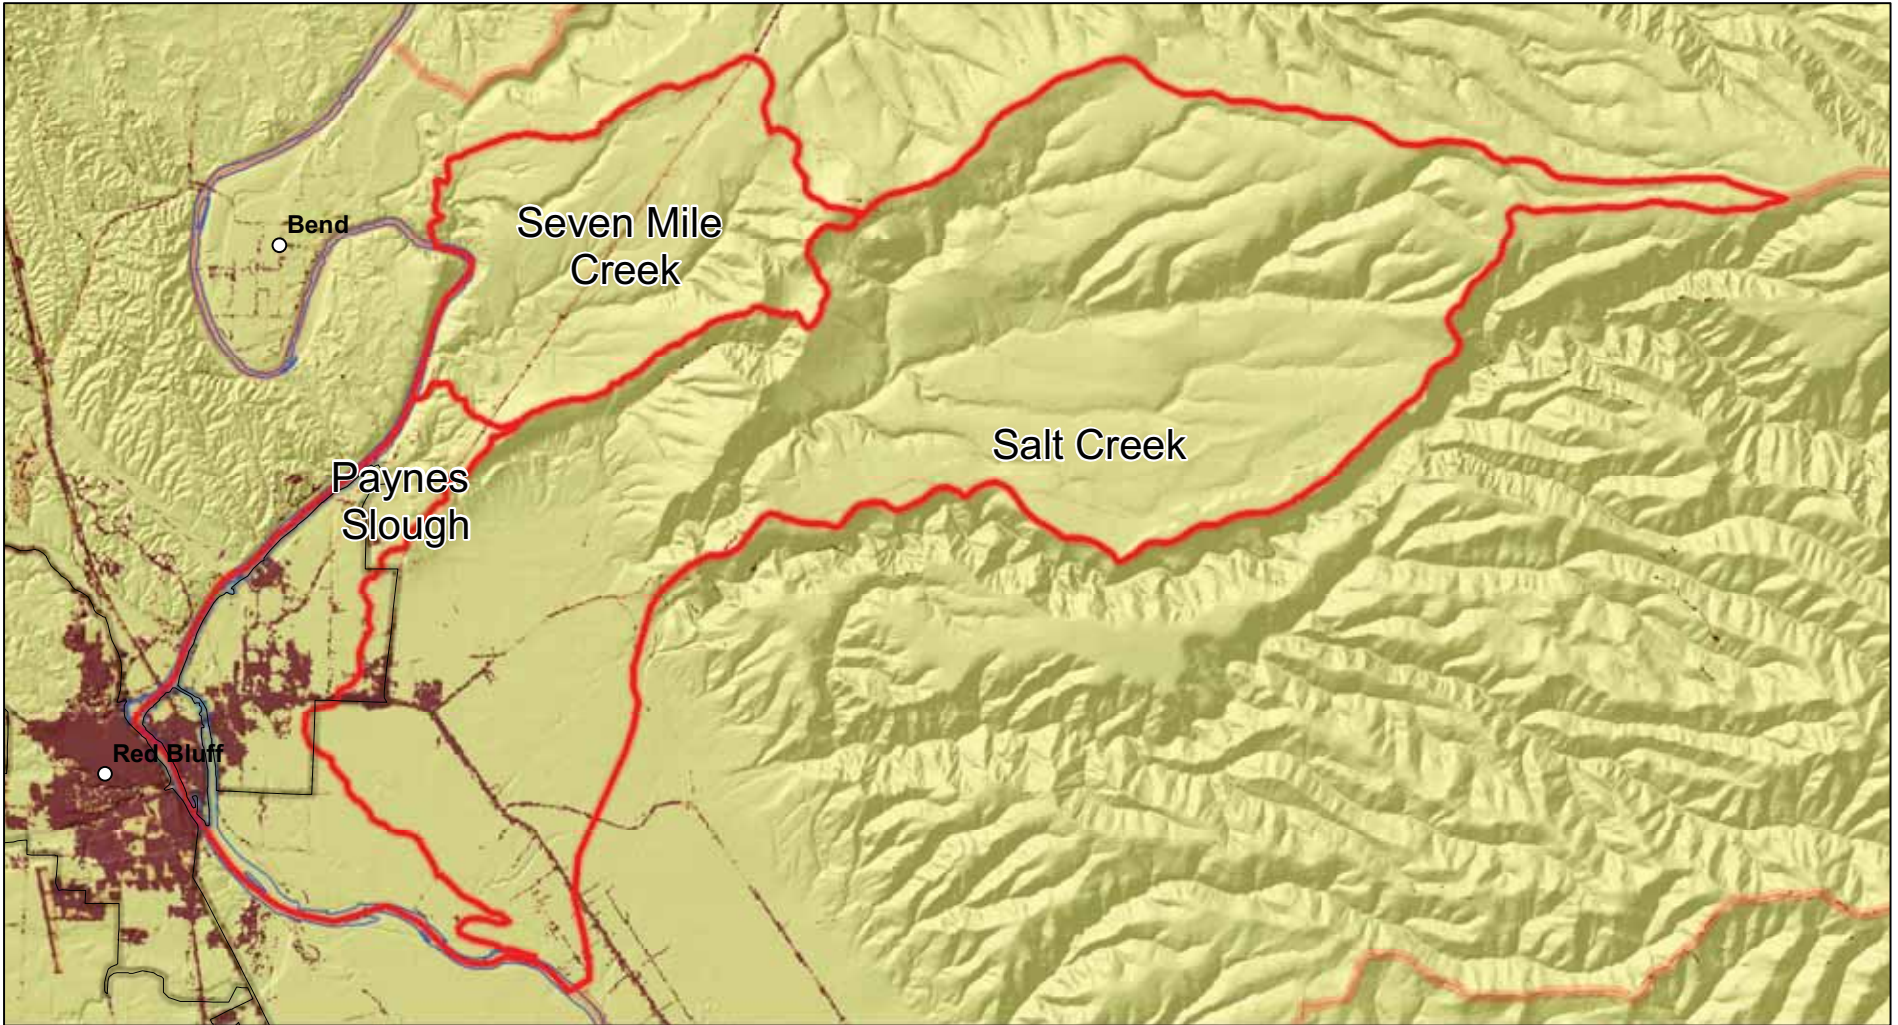 Bend
Seven Mile
Creek
Salt Creek
Paynes
Slough
Red Bluff